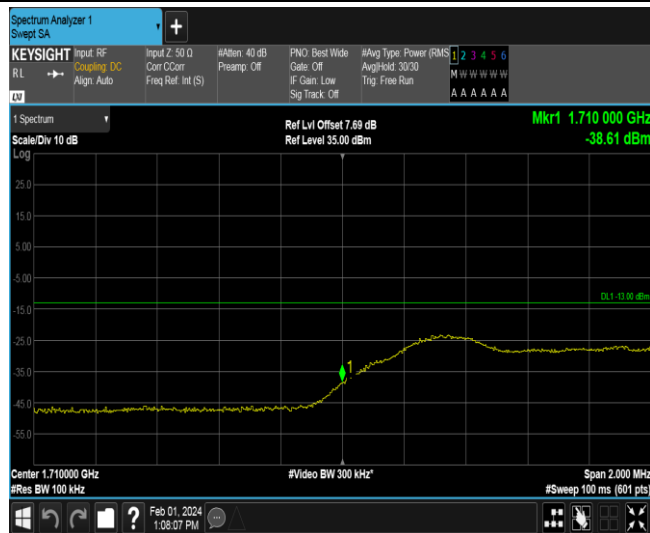 Spectrum Analyzer 1
Swept SA
+
KEYSIGHT
RL
LXI
Input: RF
Coupling: DC
Align: Auto
Input Z: 50 Ω
Corr CCorr
Freq Ref: Int (S)
#Atten: 40 dB
Preamp: Off
PNO: Best Wide
Gate: Off
IF Gain: Low
Sig Track: Off
#Avg Type: Power (RMS
Avg|Hold: 30/30
Trig: Free Run
1 2 3 4 5 6
M W W W W W
A A A A A A
1 Spectrum
Scale/Div 10 dB
Log
Ref Lvl Offset 7.69 dB
Ref Level 35.00 dBm
Mkr1 1.710 000 GHz
-38.61 dBm
25.0
15.0
5.00
-5.00
DL1 -13.00 dBm
-15.0
-25.0
1
-35.0
-45.0
-55.0
Center 1.710000 GHz
#Video BW 300 kHz*
Span 2.000 MHz
#Res BW 100 kHz
#Sweep 100 ms (601 pts)
?
Feb 01, 2024
1:08:07 PM